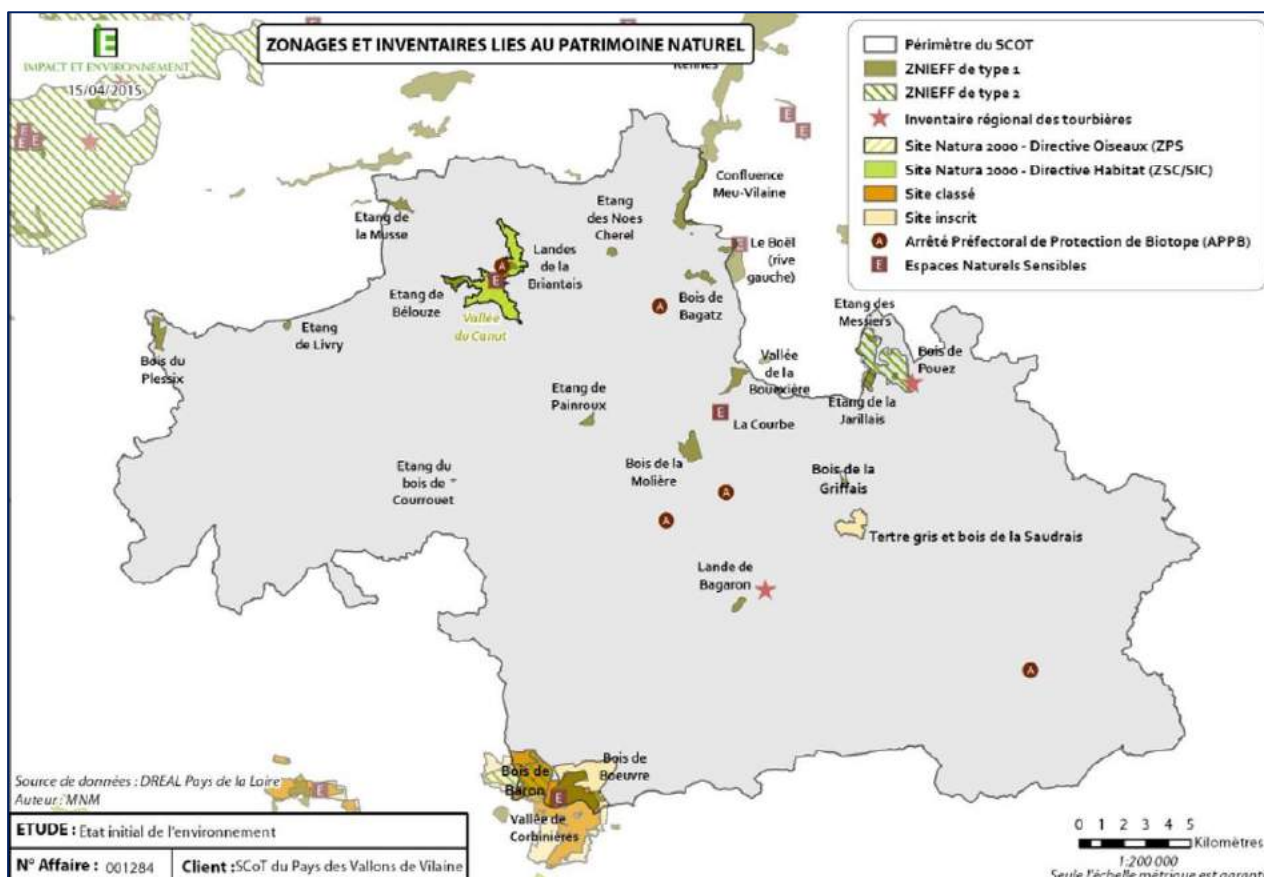 IMPACT ET ENVIRONNEMENT
15/04/2015
ZONAGES ET INVENTAIRES LIES AU PATRIMOINE NATUREL
Rennes
Périmètre du SCOT
ZNIEFF de type 1
ZNIEFF de type 2
Inventaire régional des tourbières
Site Natura 2000 - Directive Oiseaux (ZPS
Site Natura 2000 - Directive Habitat (ZSC/SIC)
Site classé
Site inscrit
A Arrêté Préfectoral de Protection de Biotope (APPB)
E Espaces Naturels Sensibles
Confluence
Meu-Vilaine
Etang de
la Musse
Etang
des Noes
Cherel
Landes de
la Briantais
Le Boël
(rive
gauche)
Etang de
Bélouze
Vallée
du Canut
Bois de
Bagatz
Etang des
Messiers
Etang
de Livry
Bois du
Plessix
Vallée
de la
Bouexière
Bois de
Pouez
Etang de
Painroux
Etang de la
Jarillais
La Courbe
Etang du
bois de
Courrouet
Bois de la
Molière
Bois de la
Griffais
Tertre gris et bois de la Saudrais
Lande de
Bagaron
Bois de
Baron
Bois de
Boeuvre
Vallée de
Corbinières
Source de données : DREAL Pays de la Loire
Auteur : MNM
ETUDE : Etat initial de l'environnement
N° Affaire : 001284
Client : SCoT du Pays des Vallons de Vilaine
0 1 2 3 4 5
Kilomètres
1:200 000
Seule l'échelle métrique est garanti